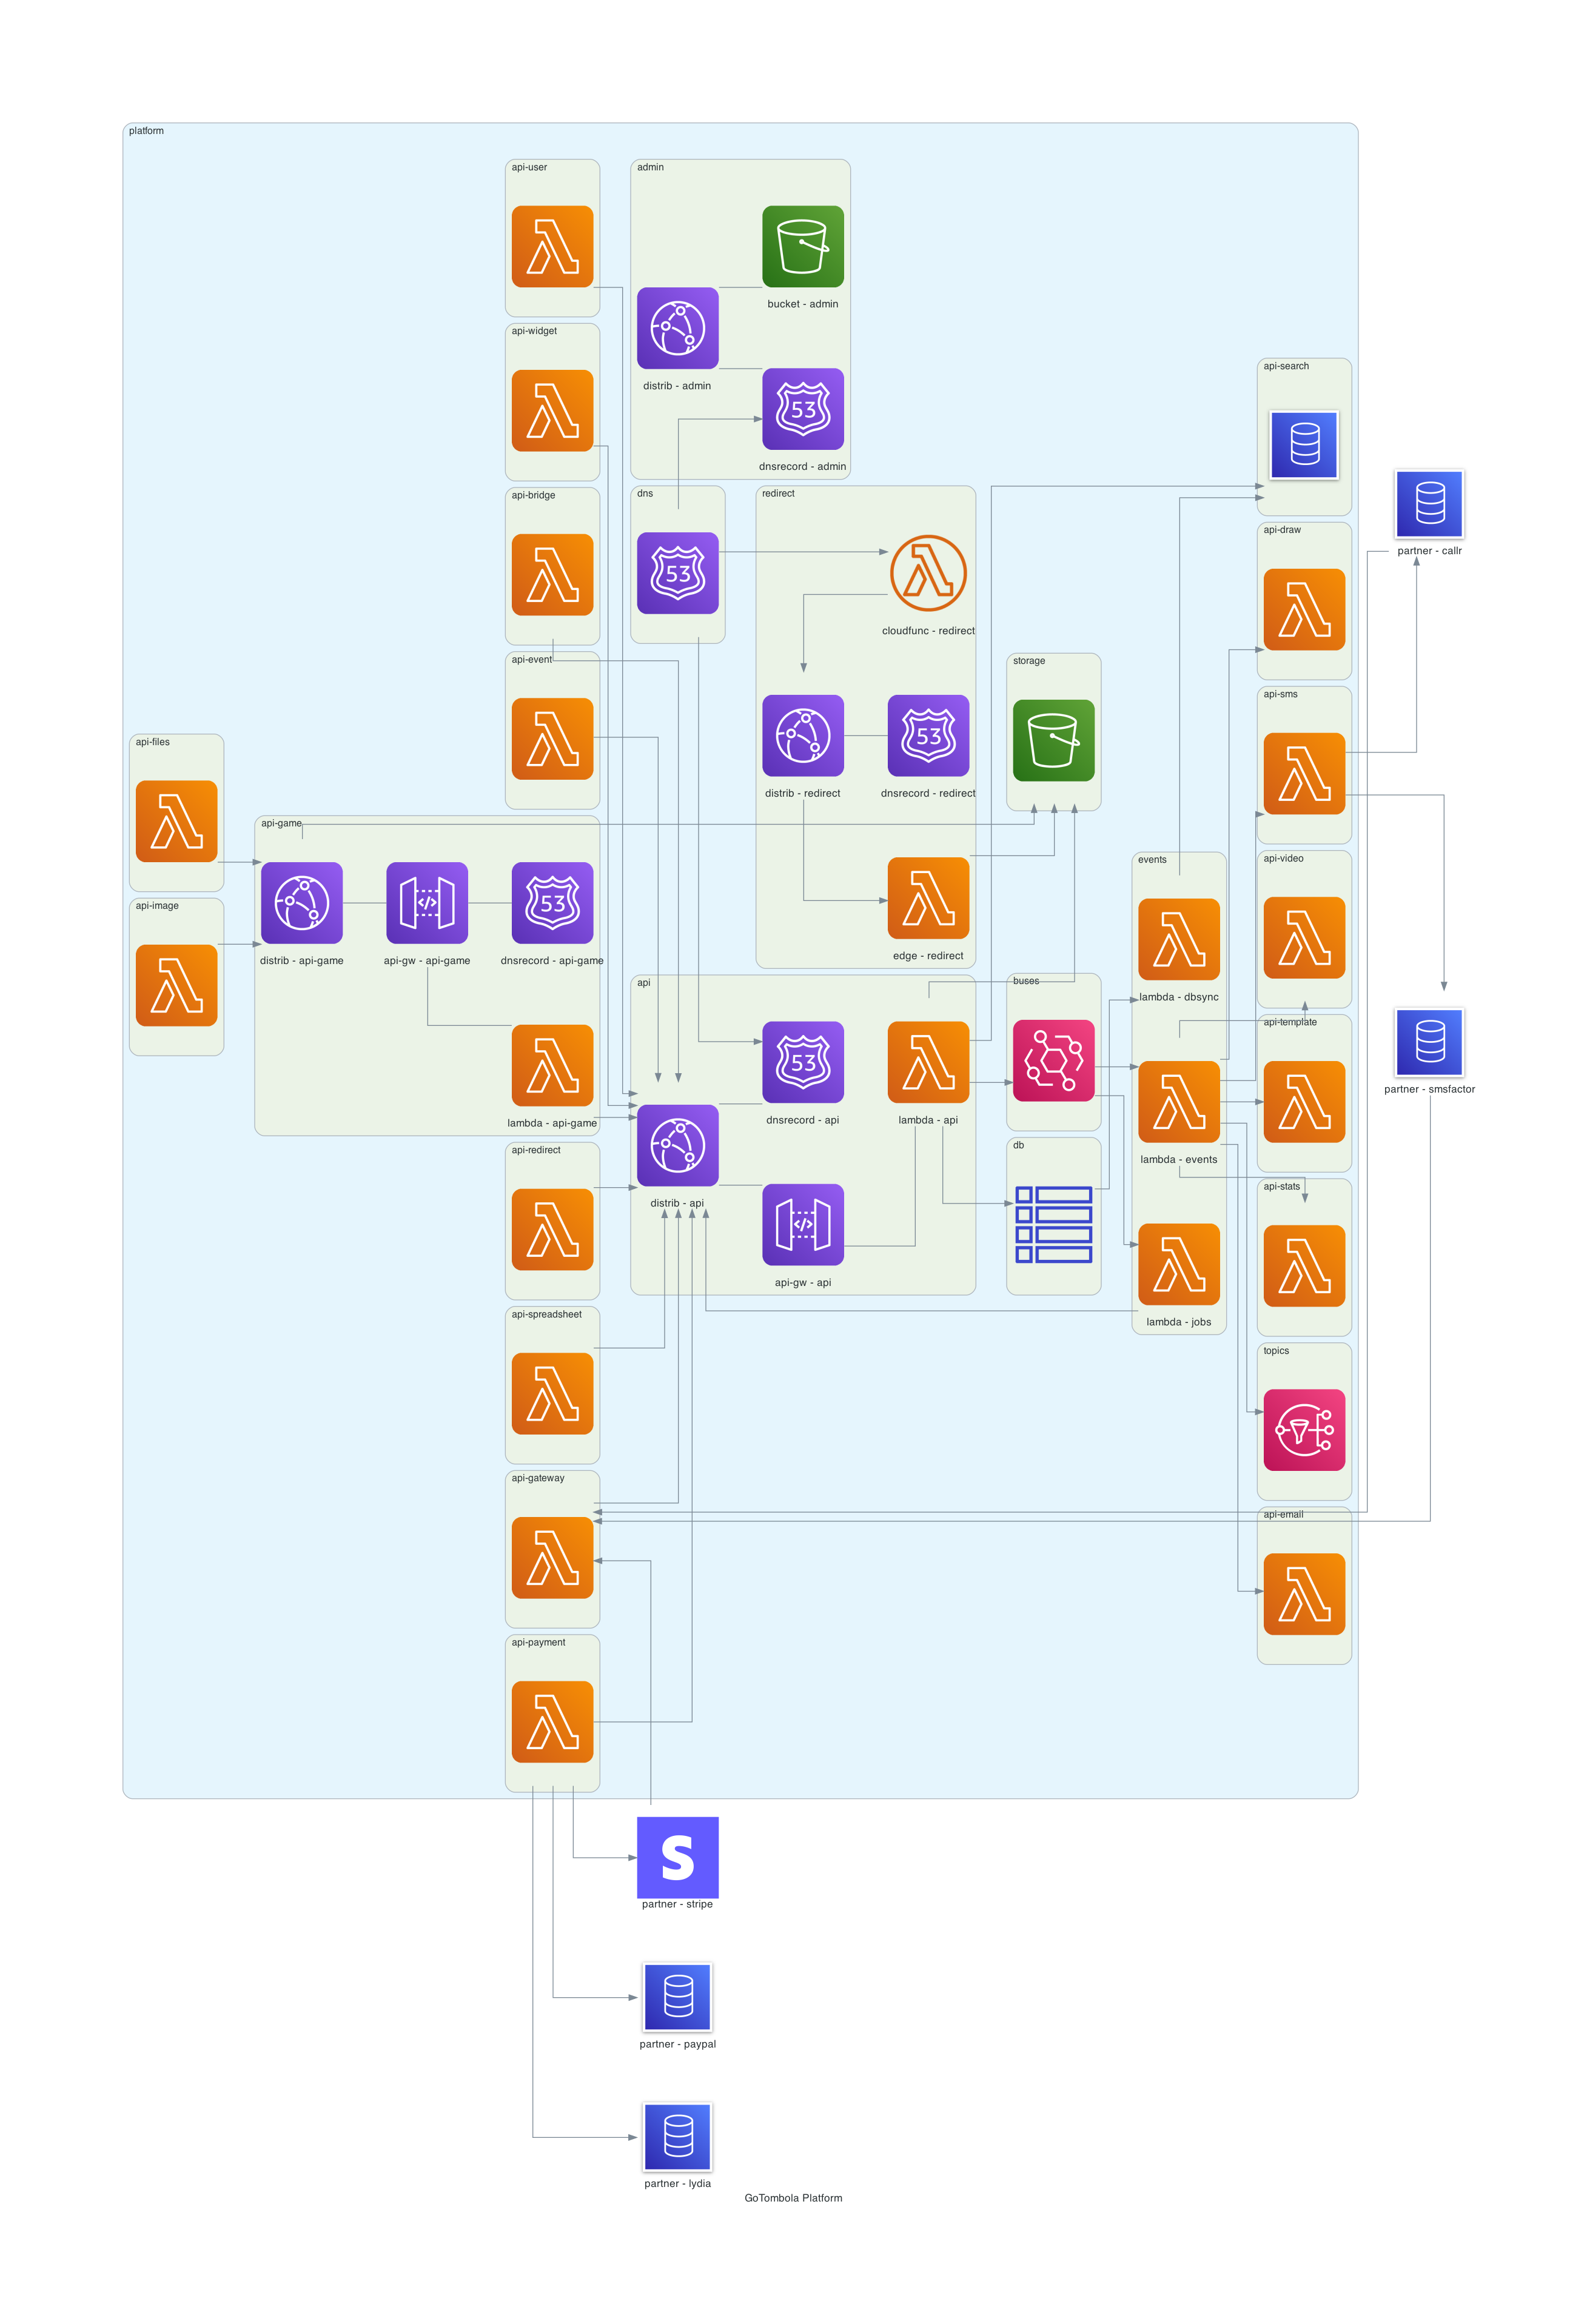 platform
api-user
admin
bucket - admin
api-widget
distrib - admin
dnsrecord - admin
53
api-search
api-bridge
dns
53
redirect
cloudfunc - redirect
partner - callr
api-draw
api-event
storage
distrib - redirect
53
dnsrecord - redirect
api-sms
api-files
api-game
distrib - api-game
</>
api-gw - api-game
53
dnsrecord - api-game
edge - redirect
events
lambda - dbsync
api-video
api-image
lambda - api-game
api
53
dnsrecord - api
lambda - api
buses
lambda - events
api-template
partner - smsfactor
api-redirect
distrib - api
</>
api-gw - api
db
lambda - jobs
api-stats
api-spreadsheet
topics
api-gateway
api-email
api-payment
S
partner - stripe
partner - paypal
partner - lydia
GoTombola Platform